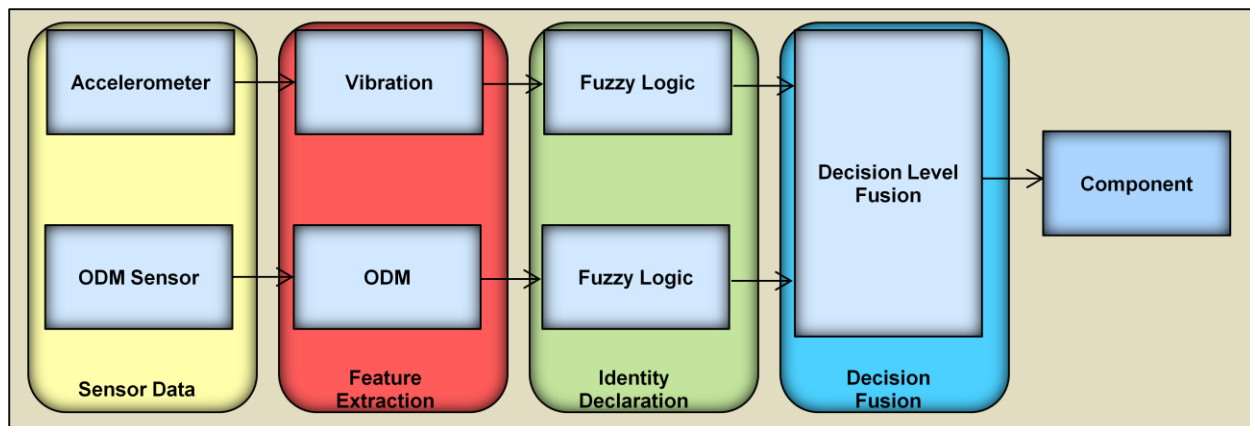 Accelerometer
Vibration
Fuzzy Logic
Decision Level
Fusion
Component
ODM Sensor
ODM
Fuzzy Logic
Sensor Data
Feature
Extraction
Identity
Declaration
Decision
Fusion